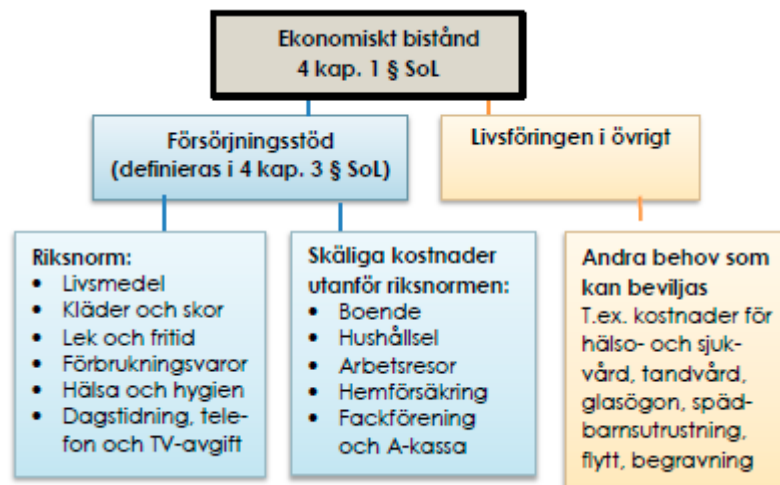 Ekonomiskt bistånd
4 kap. 1 § SoL
Försörjningsstöd
(definieras i 4 kap. 3 § SoL)
Livsföringen i övrigt
Riksnorm:
• Livsmedel
• Kläder och skor
• Lek och fritid
• Förbrukningsvaror
• Hälsa och hygien
• Dagstidning, tele-
fon och TV-avgift
Skäliga kostnader
utanför riksnormen:
• Boende
• Hushållsel
• Arbetsresor
• Hemförsäkring
• Fackförening
och A-kassa
Andra behov som
kan beviljas
T.ex. kostnader för
hälso- och sjuk-
vård, tandvård,
glasögon, späd-
barnsutrustning,
flytt, begravning